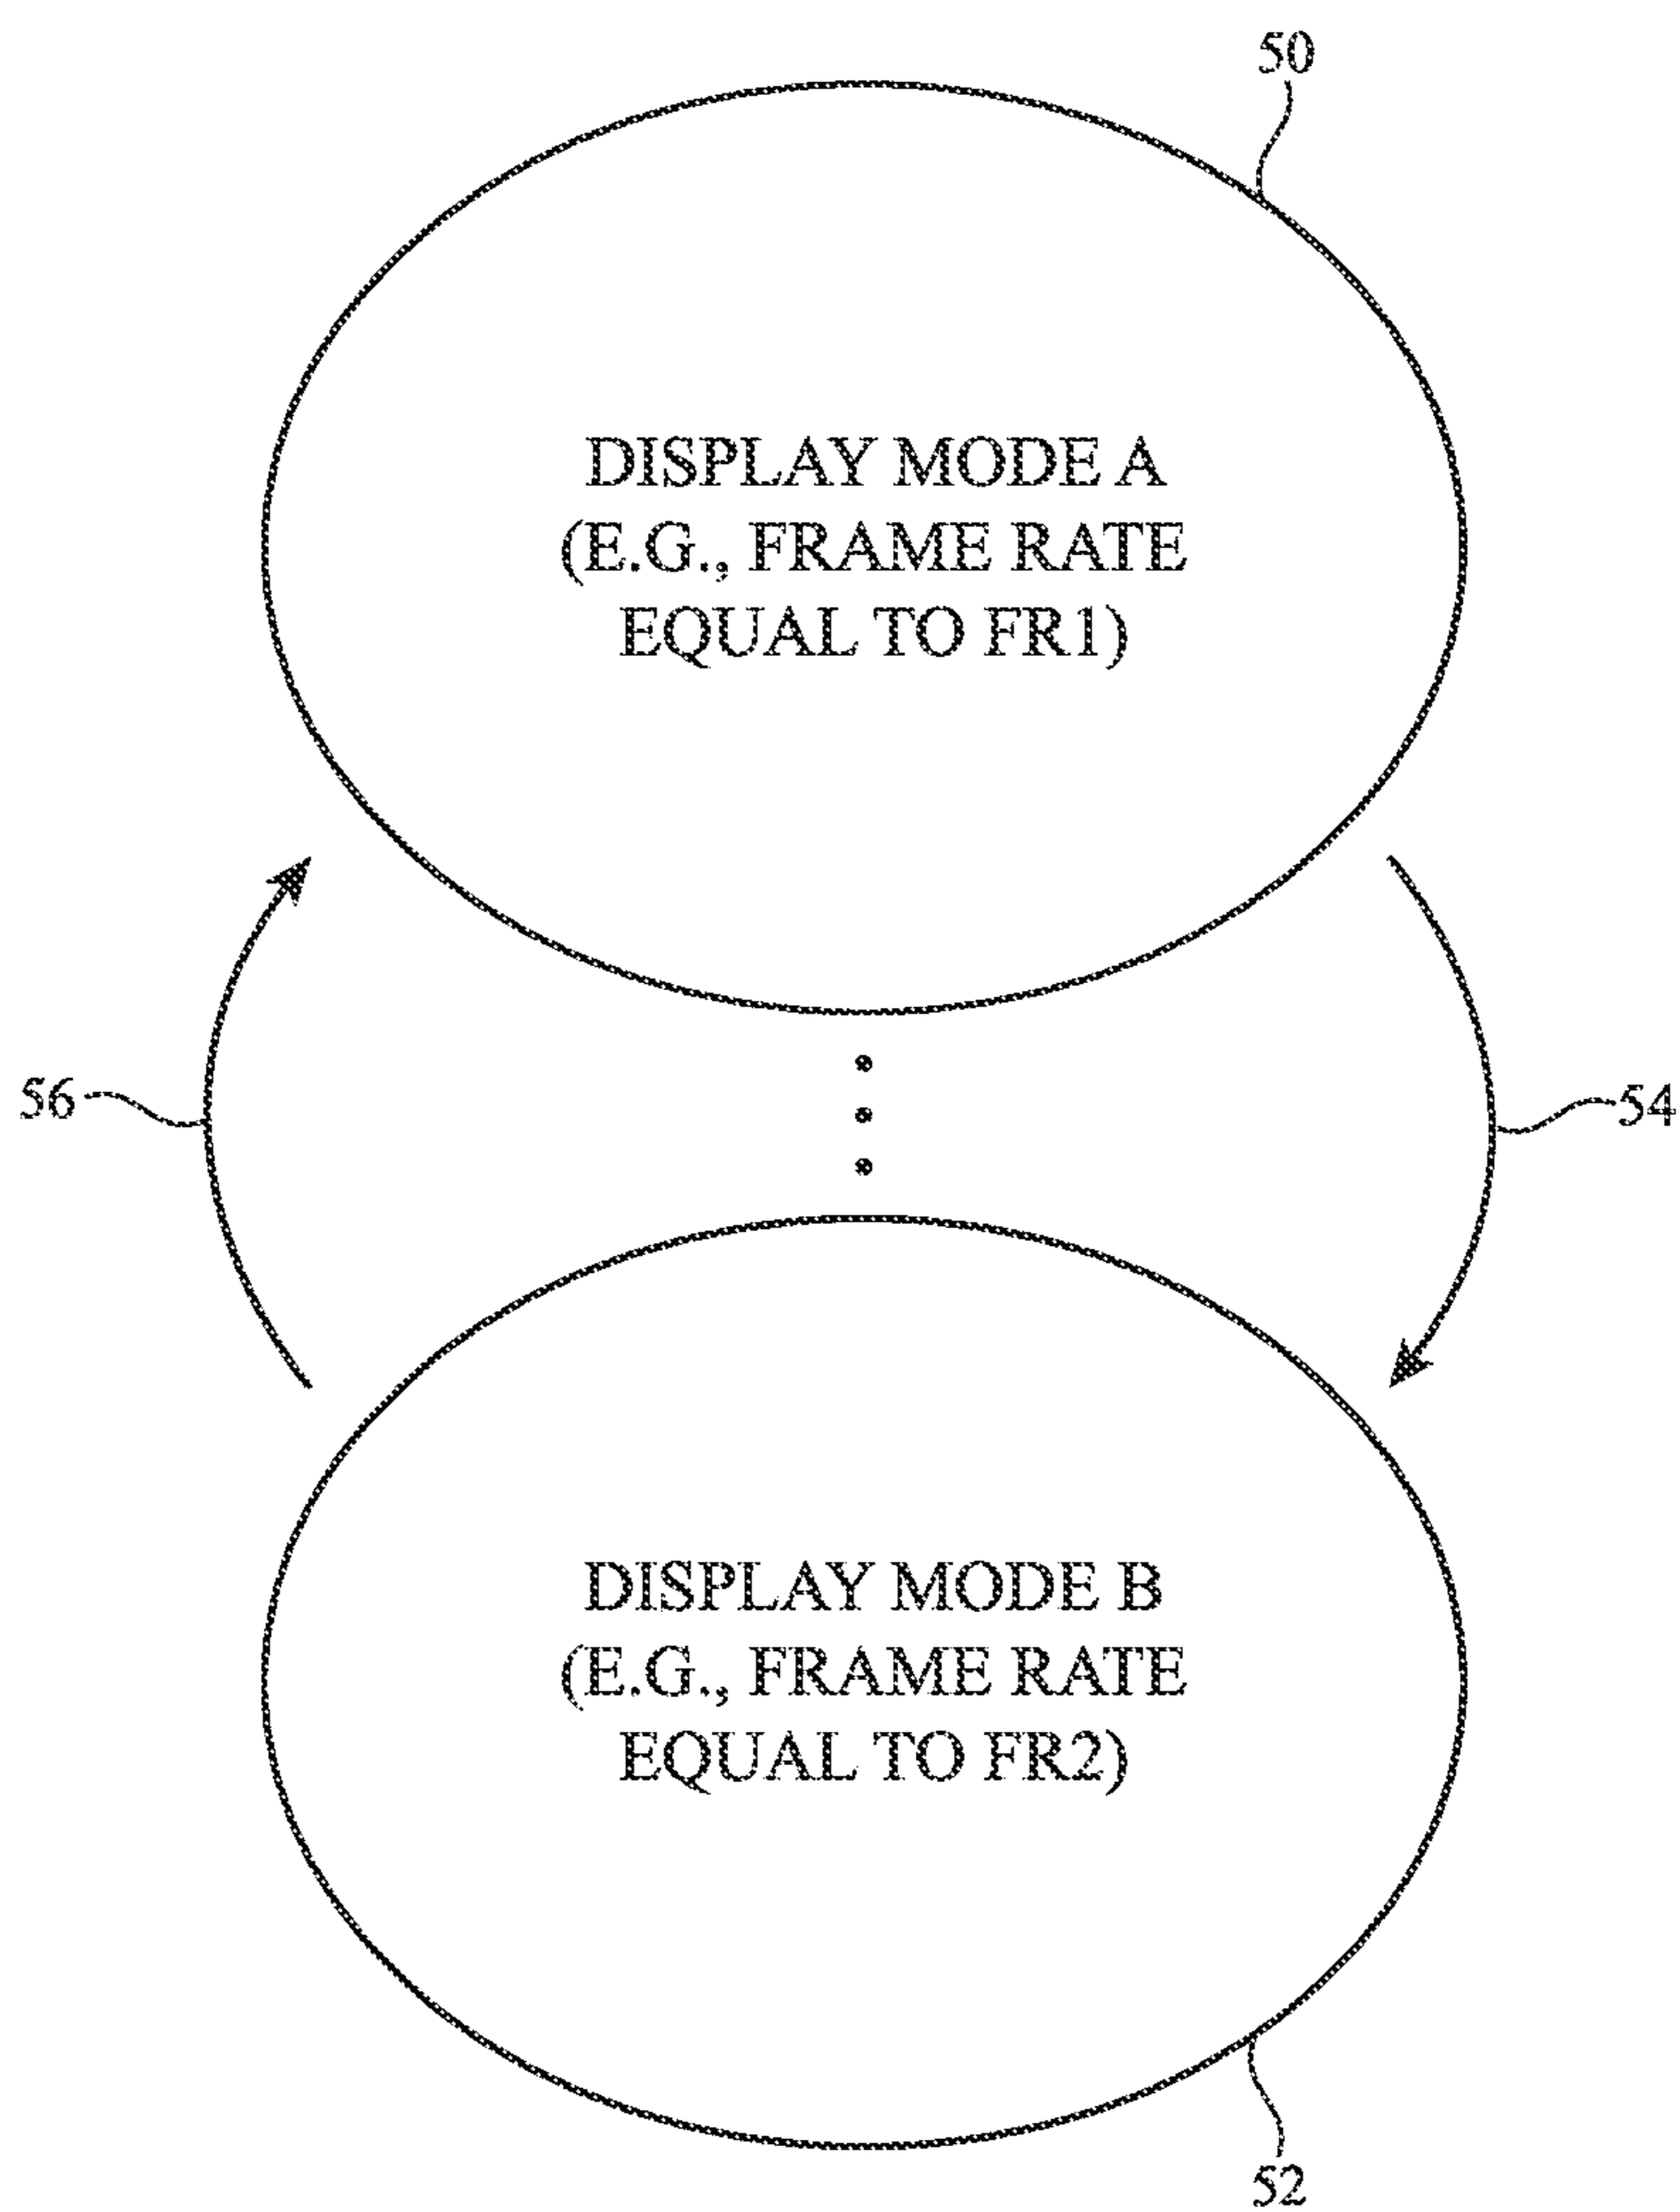 50
DISPLAY MODE A
(E.G., FRAME RATE
EQUAL TO FR1)
56
54
DISPLAY MODE B
(E.G., FRAME RATE
EQUAL TO FR2)
52